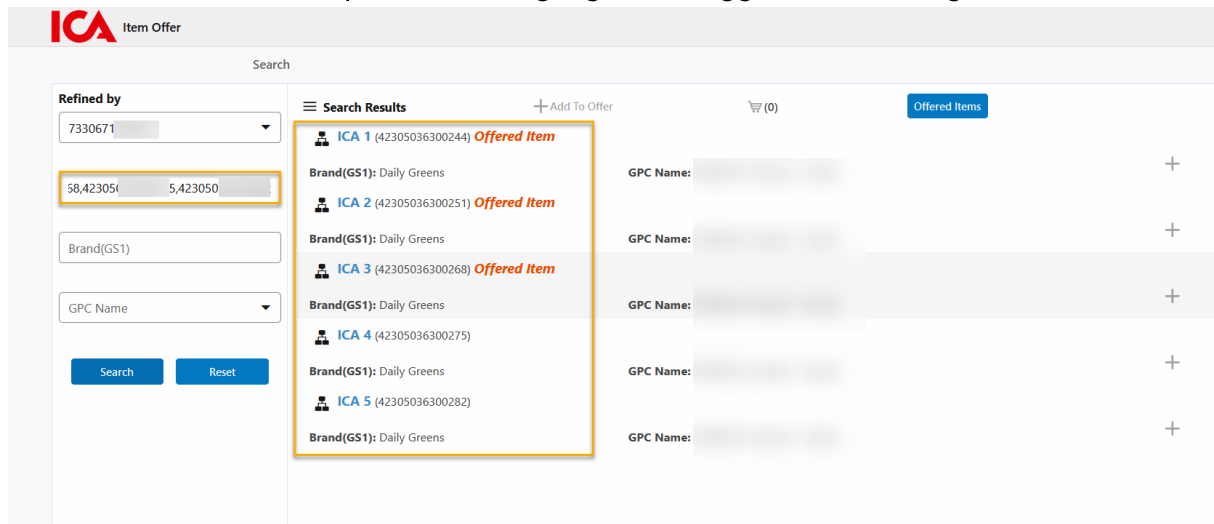 ICA Item Offer
Search
Refined by
7330671
58,42305 5,423050
Brand(GS1)
GPC Name
Search Reset
Search Results Add To Offer (0) Offered Items
ICA 1 (42305036300244) Offered Item
Brand(GS1): Daily Greens GPC Name:
ICA 2 (42305036300251) Offered Item
Brand(GS1): Daily Greens GPC Name:
ICA 3 (42305036300268) Offered Item
Brand(GS1): Daily Greens GPC Name:
ICA 4 (42305036300275)
Brand(GS1): Daily Greens GPC Name:
ICA 5 (42305036300282)
Brand(GS1): Daily Greens GPC Name: